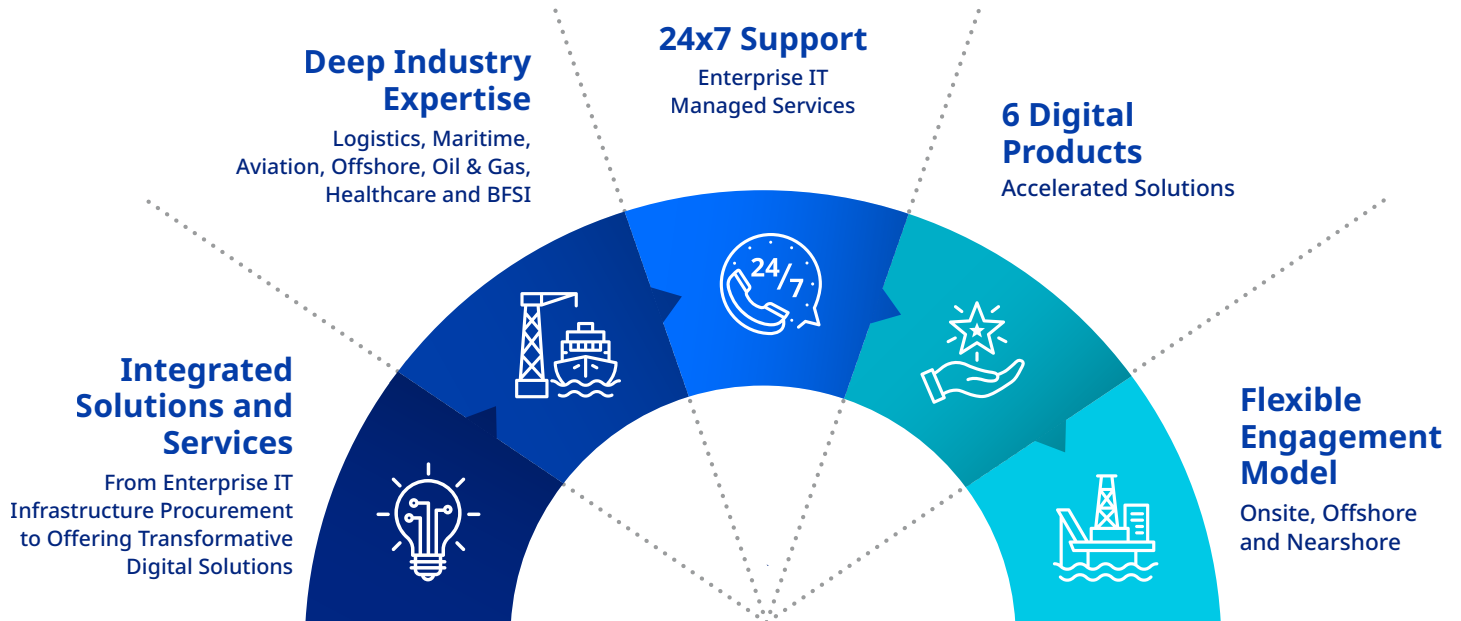 Integrated
Solutions and
Services
From Enterprise IT
Infrastructure Procurement
to Offering Transformative
Digital Solutions
Deep Industry
Expertise
Logistics, Maritime,
Aviation, Offshore, Oil & Gas,
Healthcare and BFSI
24x7 Support
Enterprise IT
Managed Services
24/7
6 Digital
Products
Accelerated Solutions
Flexible
Engagement
Model
Onsite, Offshore
and Nearshore